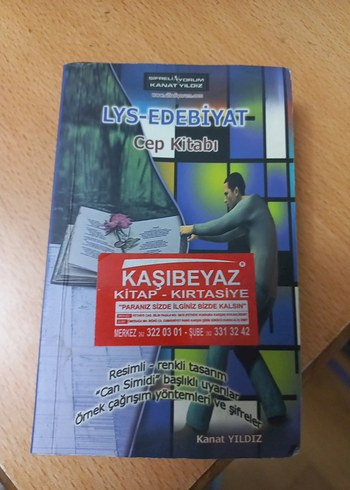 ŞİFRELİYORUM
KANAT YILDIZ
LYS-EDEBİYAT
Cep Kitabı
KAŞIBEYAZ
KİTAP - KIRTASİYE
"PARANIZ SİZDE İLGİNİZ BİZDE KALSIN"
MERKEZ 322 03 01 - ŞUBE 331 32 42
Resimli - renkli tasarım
"Can Simidi" başlıklı uyarılar
Örnek çağrışım yöntemleri ve şifreler
Kanat YILDIZ